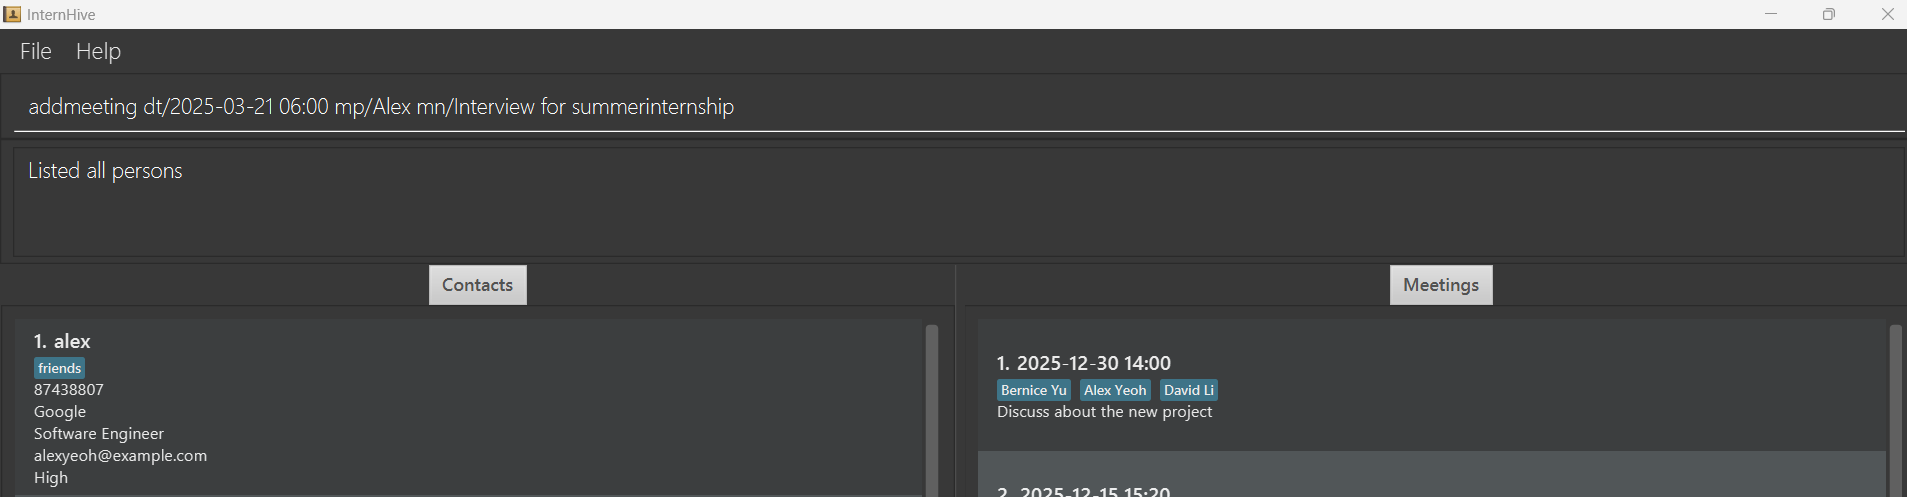 InternHive
File Help
addmeeting dt/2025-03-21 06:00 mp/Alex mn/Interview for summerinternship
Listed all persons
Contacts
Meetings
1. alex
friends
87438807
Google
Software Engineer
alexyeoh@example.com
High
1. 2025-12-30 14:00
Bernice Yu Alex Yeoh David Li
Discuss about the new project
2. 2025-12-15 15:20